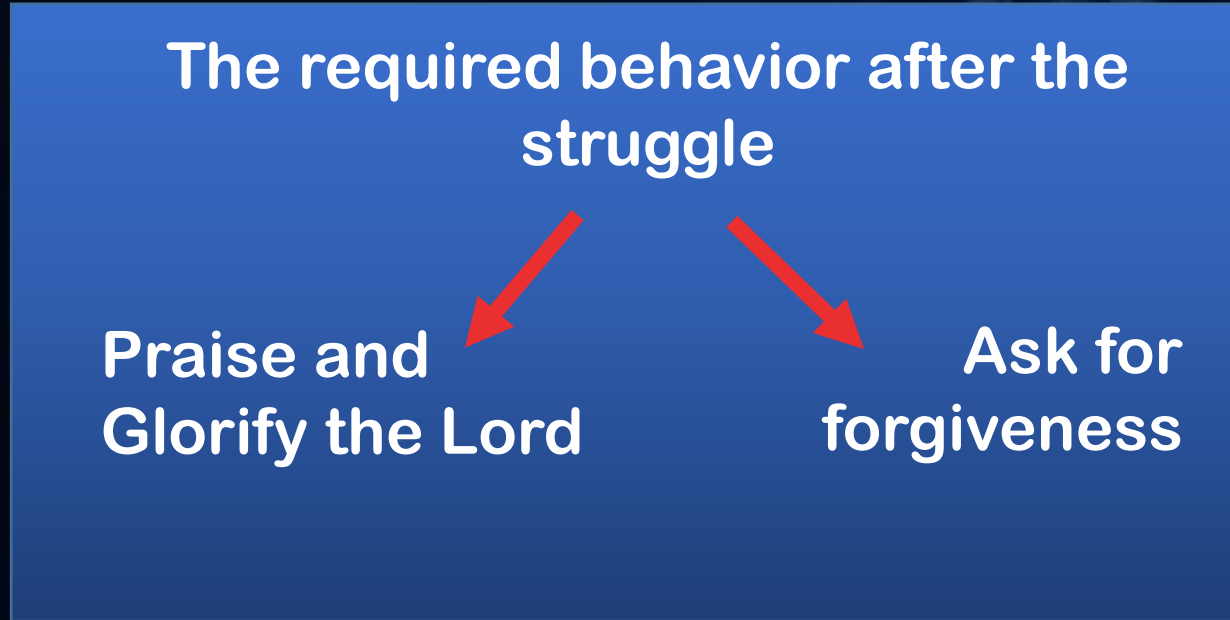 The required behavior after the
struggle
Praise and
Glorify the Lord
Ask for
forgiveness